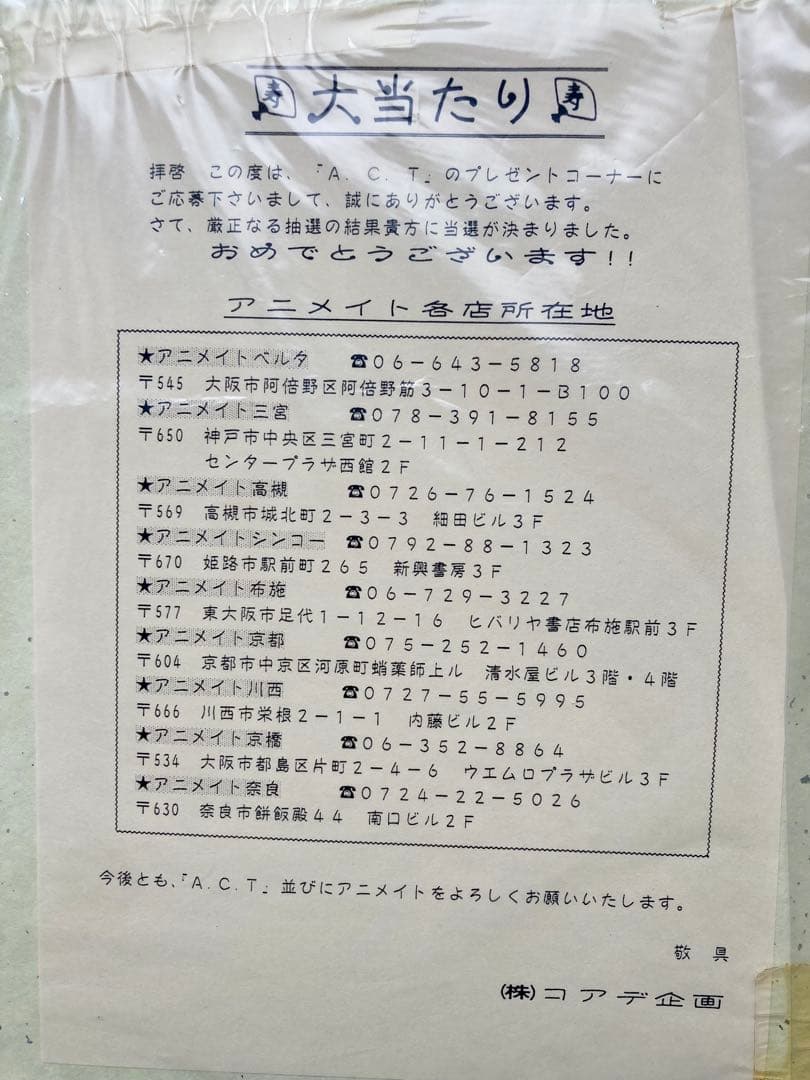 寿 大当たり 寿
拝啓　この度は、「Ａ．Ｃ．Ｔ」のプレゼントコーナーに
ご応募下さいまして、誠にありがとうございます。
さて、厳正なる抽選の結果貴方に当選が決まりました。
おめでとうございます！！
アニメイト各店所在地
★アニメイトベルタ　☎０６－６４３－５８１８
〒545　大阪市阿倍野区阿倍野筋３－１０－１－Ｂ１００
★アニメイト三宮　☎０７８－３９１－８１５５
〒650　神戸市中央区三宮町２－１１－１－２１２
センタープラザ西館２Ｆ
★アニメイト高槻　☎０７２６－７６－１５２４
〒569　高槻市城北町２－３－３　細田ビル３Ｆ
★アニメイトシンコー　☎０７９２－８８－１３２３
〒670　姫路市駅前町２６５　新興書房３Ｆ
★アニメイト布施　☎０６－７２９－３２２７
〒577　東大阪市足代１－１２－１６　ヒバリヤ書店布施駅前３Ｆ
★アニメイト京都　☎０７５－２５２－１４６０
〒604　京都市中京区河原町蛸薬師上ル　清水屋ビル３階・４階
★アニメイト川西　☎０７２７－５５－５９９５
〒666　川西市栄根２－１－１　内藤ビル２Ｆ
★アニメイト京橋　☎０６－３５２－８８６４
〒534　大阪市都島区片町２－４－６　ウエムロプラザビル３Ｆ
★アニメイト奈良　☎０７２４－２２－５０２６
〒630　奈良市餅飯殿４４　南口ビル２Ｆ
今後とも、「Ａ．Ｃ．Ｔ」並びにアニメイトをよろしくお願いいたします。
敬　具
（株）コアデ企画